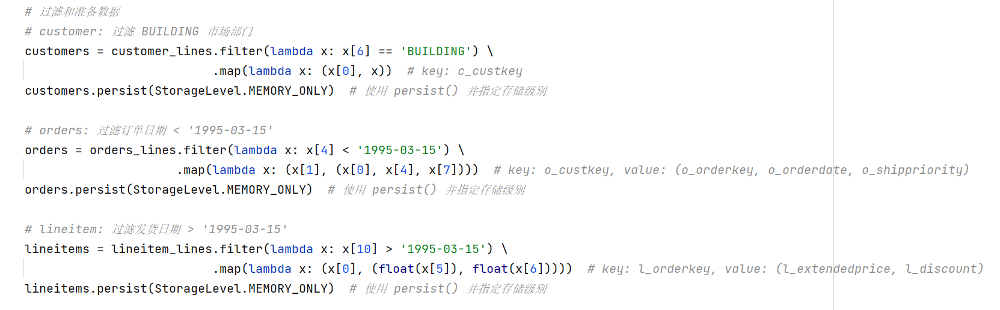 # 过滤和准备数据
# customer: 过滤 BUILDING 市场部门
customers = customer_lines.filter(lambda x: x[6] == 'BUILDING') \
.map(lambda x: (x[0], x))  # key: c_custkey
customers.persist(StorageLevel.MEMORY_ONLY)  # 使用 persist() 并指定存储级别
# orders: 过滤订单日期 < '1995-03-15'
orders = orders_lines.filter(lambda x: x[4] < '1995-03-15') \
.map(lambda x: (x[1], (x[0], x[4], x[7])))  # key: o_custkey, value: (o_orderkey, o_orderdate, o_shippriority)
orders.persist(StorageLevel.MEMORY_ONLY)  # 使用 persist() 并指定存储级别
# lineitem: 过滤发货日期 > '1995-03-15'
lineitems = lineitem_lines.filter(lambda x: x[10] > '1995-03-15') \
.map(lambda x: (x[0], (float(x[5]), float(x[6]))))  # key: l_orderkey, value: (l_extendedprice, l_discount)
lineitems.persist(StorageLevel.MEMORY_ONLY)  # 使用 persist() 并指定存储级别